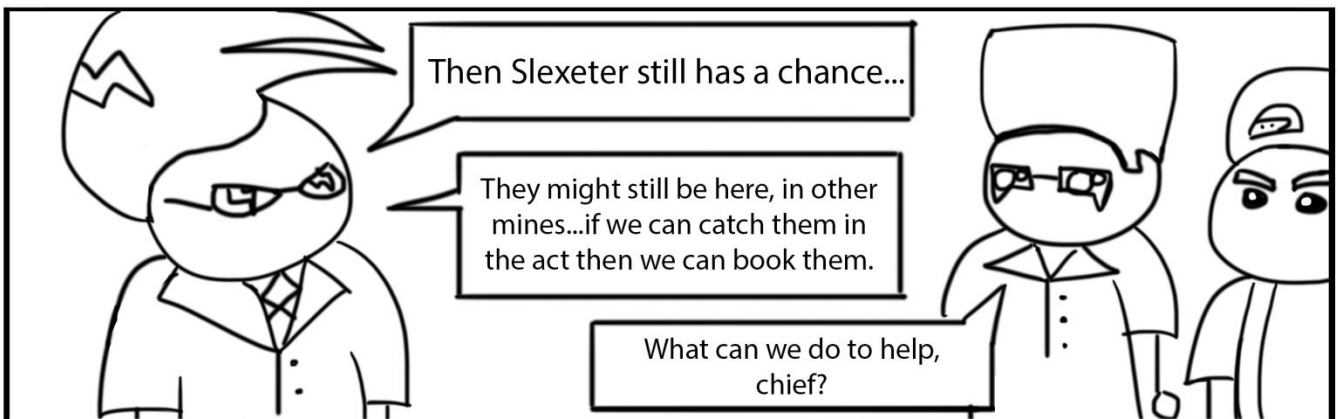 Then Slexeter still has a chance...
They might still be here, in other
mines...if we can catch them in
the act then we can book them.
What can we do to help,
chief?